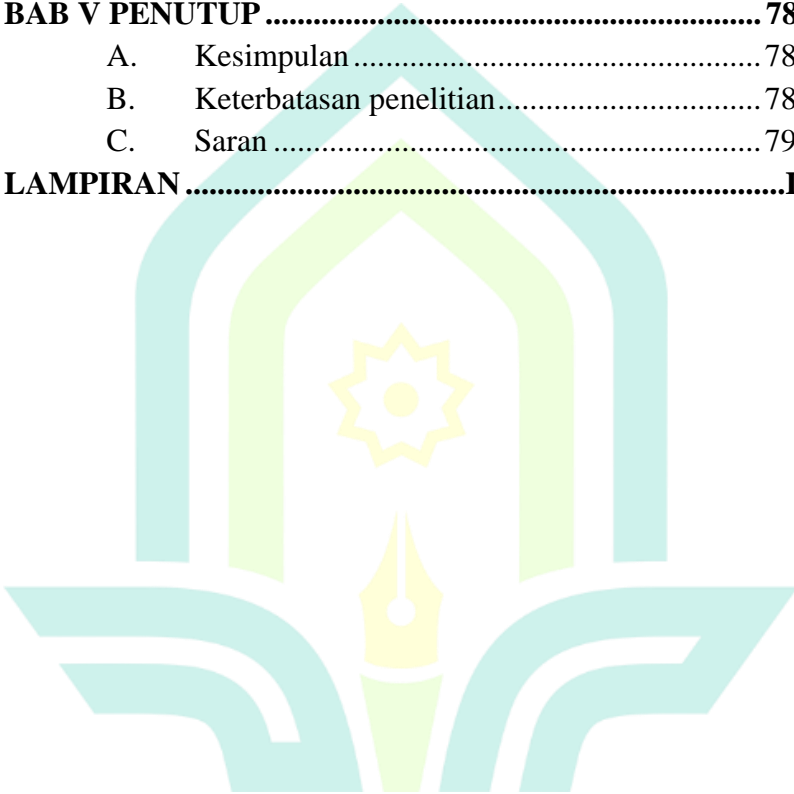 BAB V PENUTUP .............................................................. 78
A. Kesimpulan ................................................... 78
B. Keterbatasan penelitian ................................. 78
C. Saran ............................................................. 79
LAMPIRAN ...........................................................................I